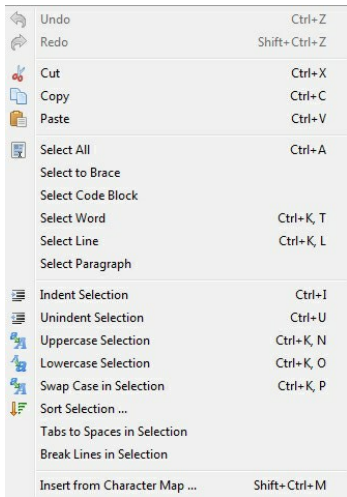 Undo Ctrl+Z
Redo Shift+Ctrl+Z
Cut Ctrl+X
Copy Ctrl+C
Paste Ctrl+V
Select All Ctrl+A
Select to Brace
Select Code Block
Select Word Ctrl+K, T
Select Line Ctrl+K, L
Select Paragraph
Indent Selection Ctrl+I
Unindent Selection Ctrl+U
Uppercase Selection Ctrl+K, N
Lowercase Selection Ctrl+K, O
Swap Case in Selection Ctrl+K, P
Sort Selection ...
Tabs to Spaces in Selection
Break Lines in Selection
Insert from Character Map ... Shift+Ctrl+M